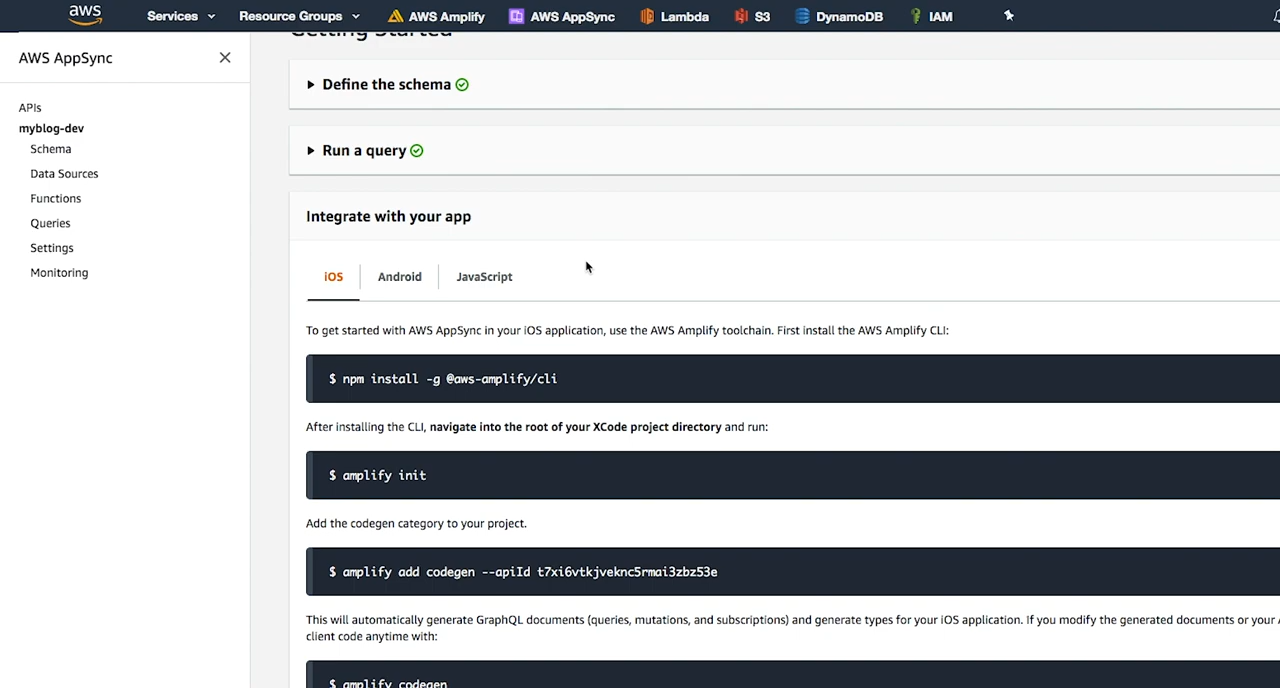 aws
Services
Resource Groups
AWS Amplify
AWS AppSync
Lambda
S3
DynamoDB
IAM
AWS AppSync
APIs
myblog-dev
Schema
Data Sources
Functions
Queries
Settings
Monitoring
Getting Started
Define the schema
Run a query
Integrate with your app
iOS
Android
JavaScript
To get started with AWS AppSync in your iOS application, use the AWS Amplify toolchain. First install the AWS Amplify CLI:
$ npm install -g @aws-amplify/cli
After installing the CLI, navigate into the root of your XCode project directory and run:
$ amplify init
Add the codegen category to your project.
$ amplify add codegen --apiId t7xi6vtkjveknc5rmai3zbz53e
This will automatically generate GraphQL documents (queries, mutations, and subscriptions) and generate types for your iOS application. If you modify the generated documents or your
client code anytime with:
$ amplify codegen